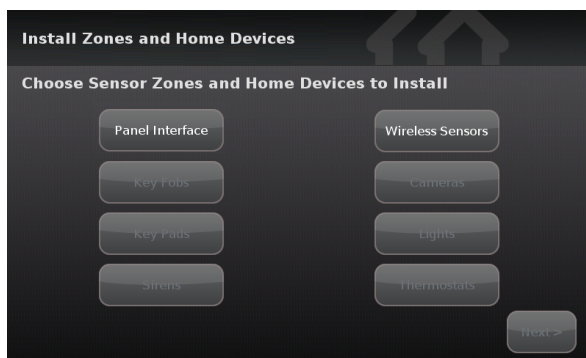 Install Zones and Home Devices
Choose Sensor Zones and Home Devices to Install
Panel Interface
Wireless Sensors
Key Fobs
Cameras
Key Pads
Lights
Sirens
Thermostats
Next >